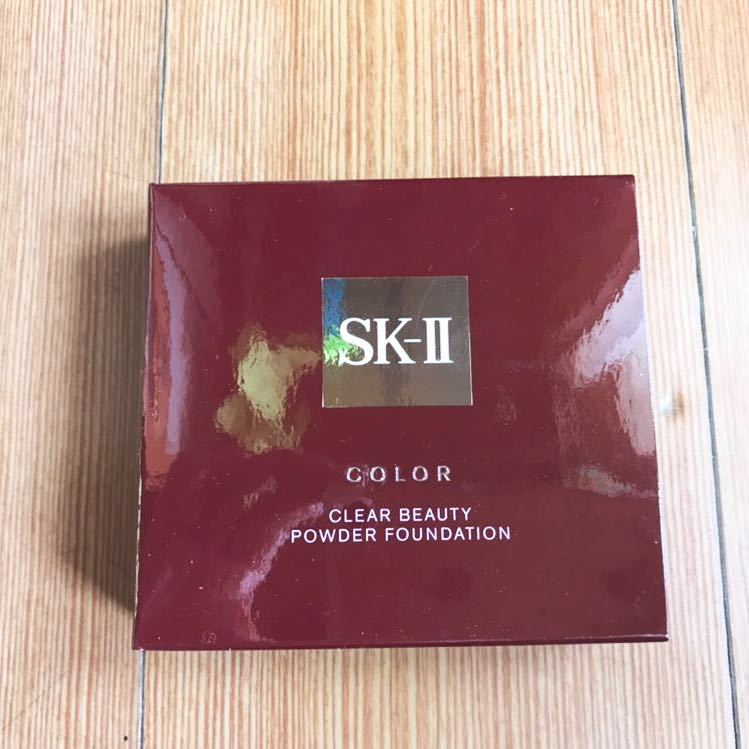 SK-II
COLOR
CLEAR BEAUTY
POWDER FOUNDATION